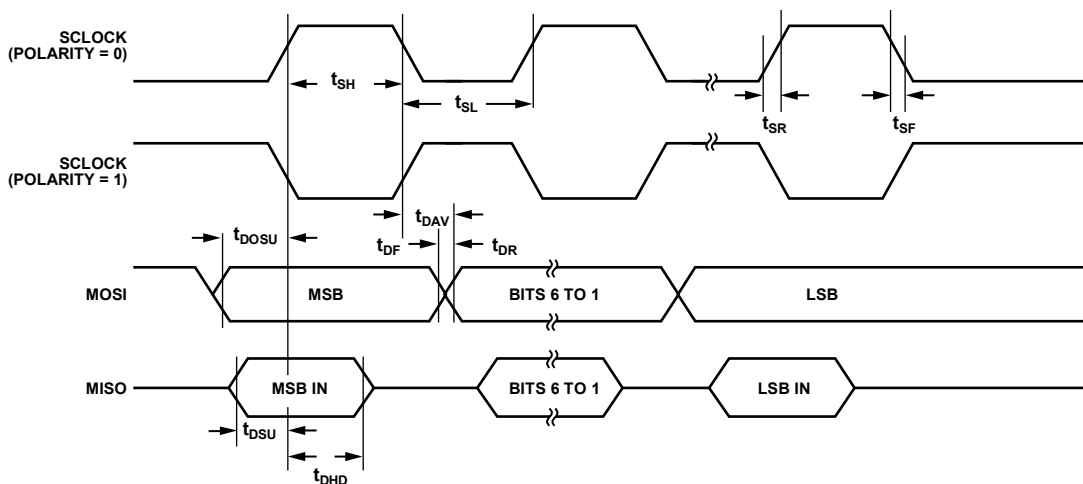 SCLOCK
(POLARITY = 0)
tSH
tSL
tSR
tSF
SCLOCK
(POLARITY = 1)
tDAV
tDOSU
tDF
tDR
MOSI
MSB
BITS 6 TO 1
LSB
MISO
MSB IN
BITS 6 TO 1
LSB IN
tDSU
tDHD